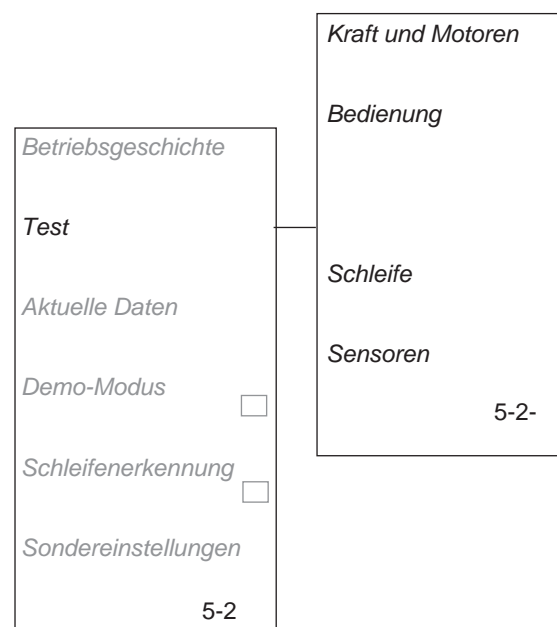 Betriebsgeschichte
Test
Aktuelle Daten
Demo-Modus
Schleifenerkennung
Sondereinstellungen
5-2
Kraft und Motoren
Bedienung
Schleife
Sensoren
5-2-